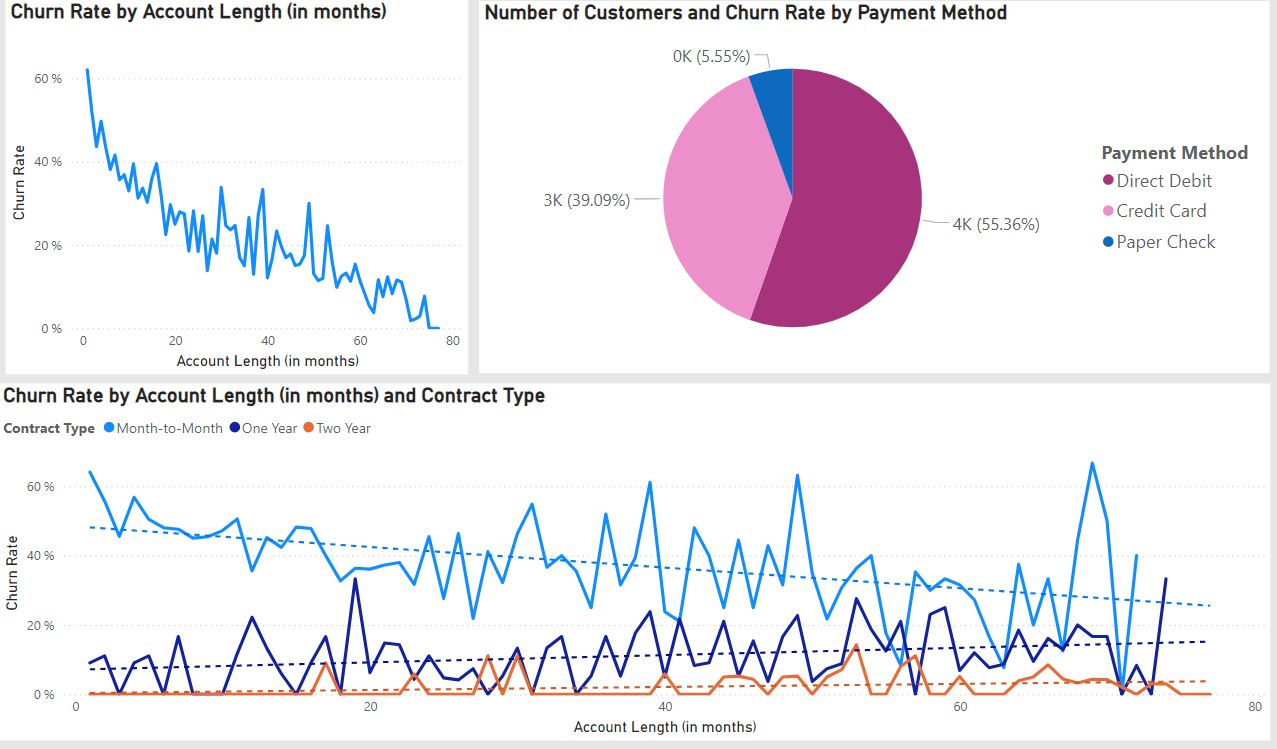 Churn Rate by Account Length (in months)
60 %
40 %
20 %
0 %
Churn Rate
0 20 40 60 80
Account Length (in months)
Number of Customers and Churn Rate by Payment Method
0K (5.55%)
3K (39.09%)
4K (55.36%)
Payment Method
Direct Debit
Credit Card
Paper Check
Churn Rate by Account Length (in months) and Contract Type
Contract Type Month-to-Month One Year Two Year
60 %
40 %
20 %
0 %
Churn Rate
0 20 40 60 80
Account Length (in months)